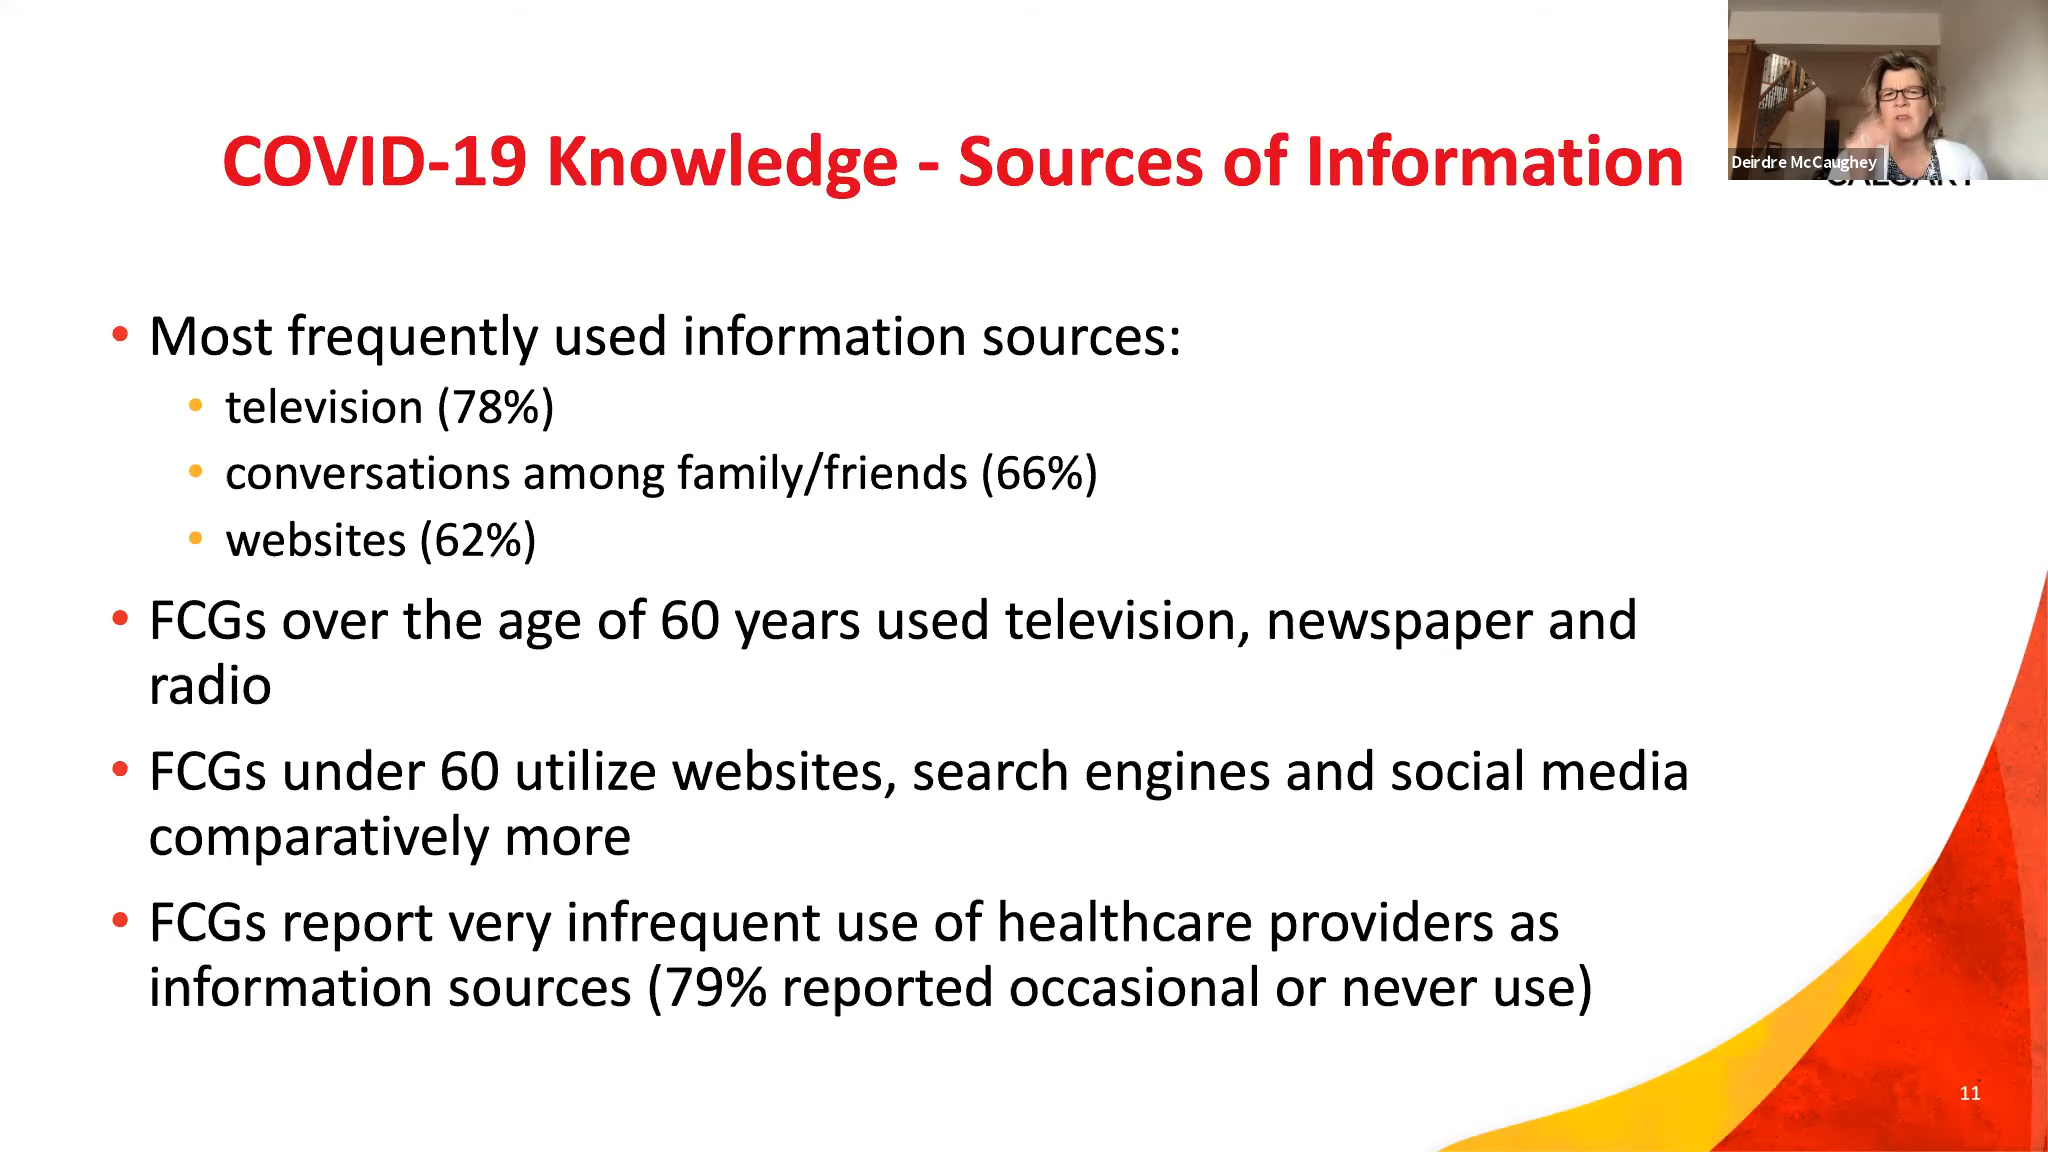 Deirdre McCaughey
COVID-19 Knowledge - Sources of Information
• Most frequently used information sources:
• television (78%)
• conversations among family/friends (66%)
• websites (62%)
• FCGs over the age of 60 years used television, newspaper and
radio
• FCGs under 60 utilize websites, search engines and social media
comparatively more
• FCGs report very infrequent use of healthcare providers as
information sources (79% reported occasional or never use)
11